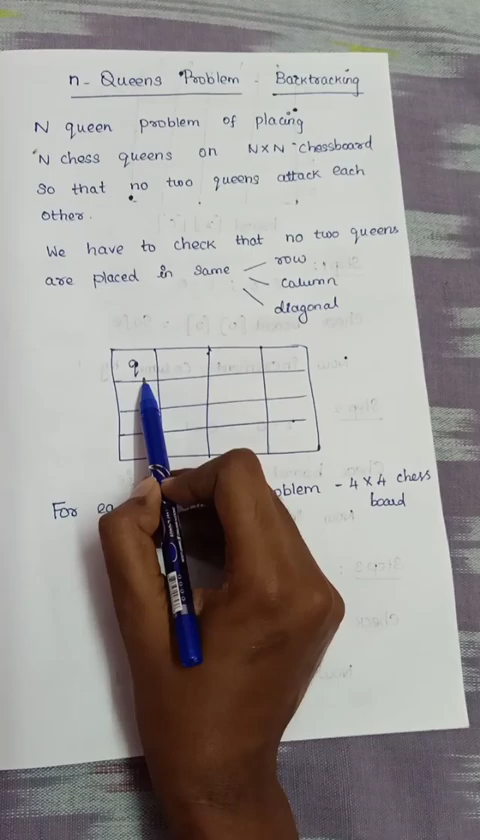 n - Queens Problem - Backtracking
N queen problem of placing
N chess queens on N×N chessboard
so that no two queens attack each
other.
We have to check that no two queens
are placed in same
row
column
diagonal
q
For eg
oblem - 4 × 4 chess
board